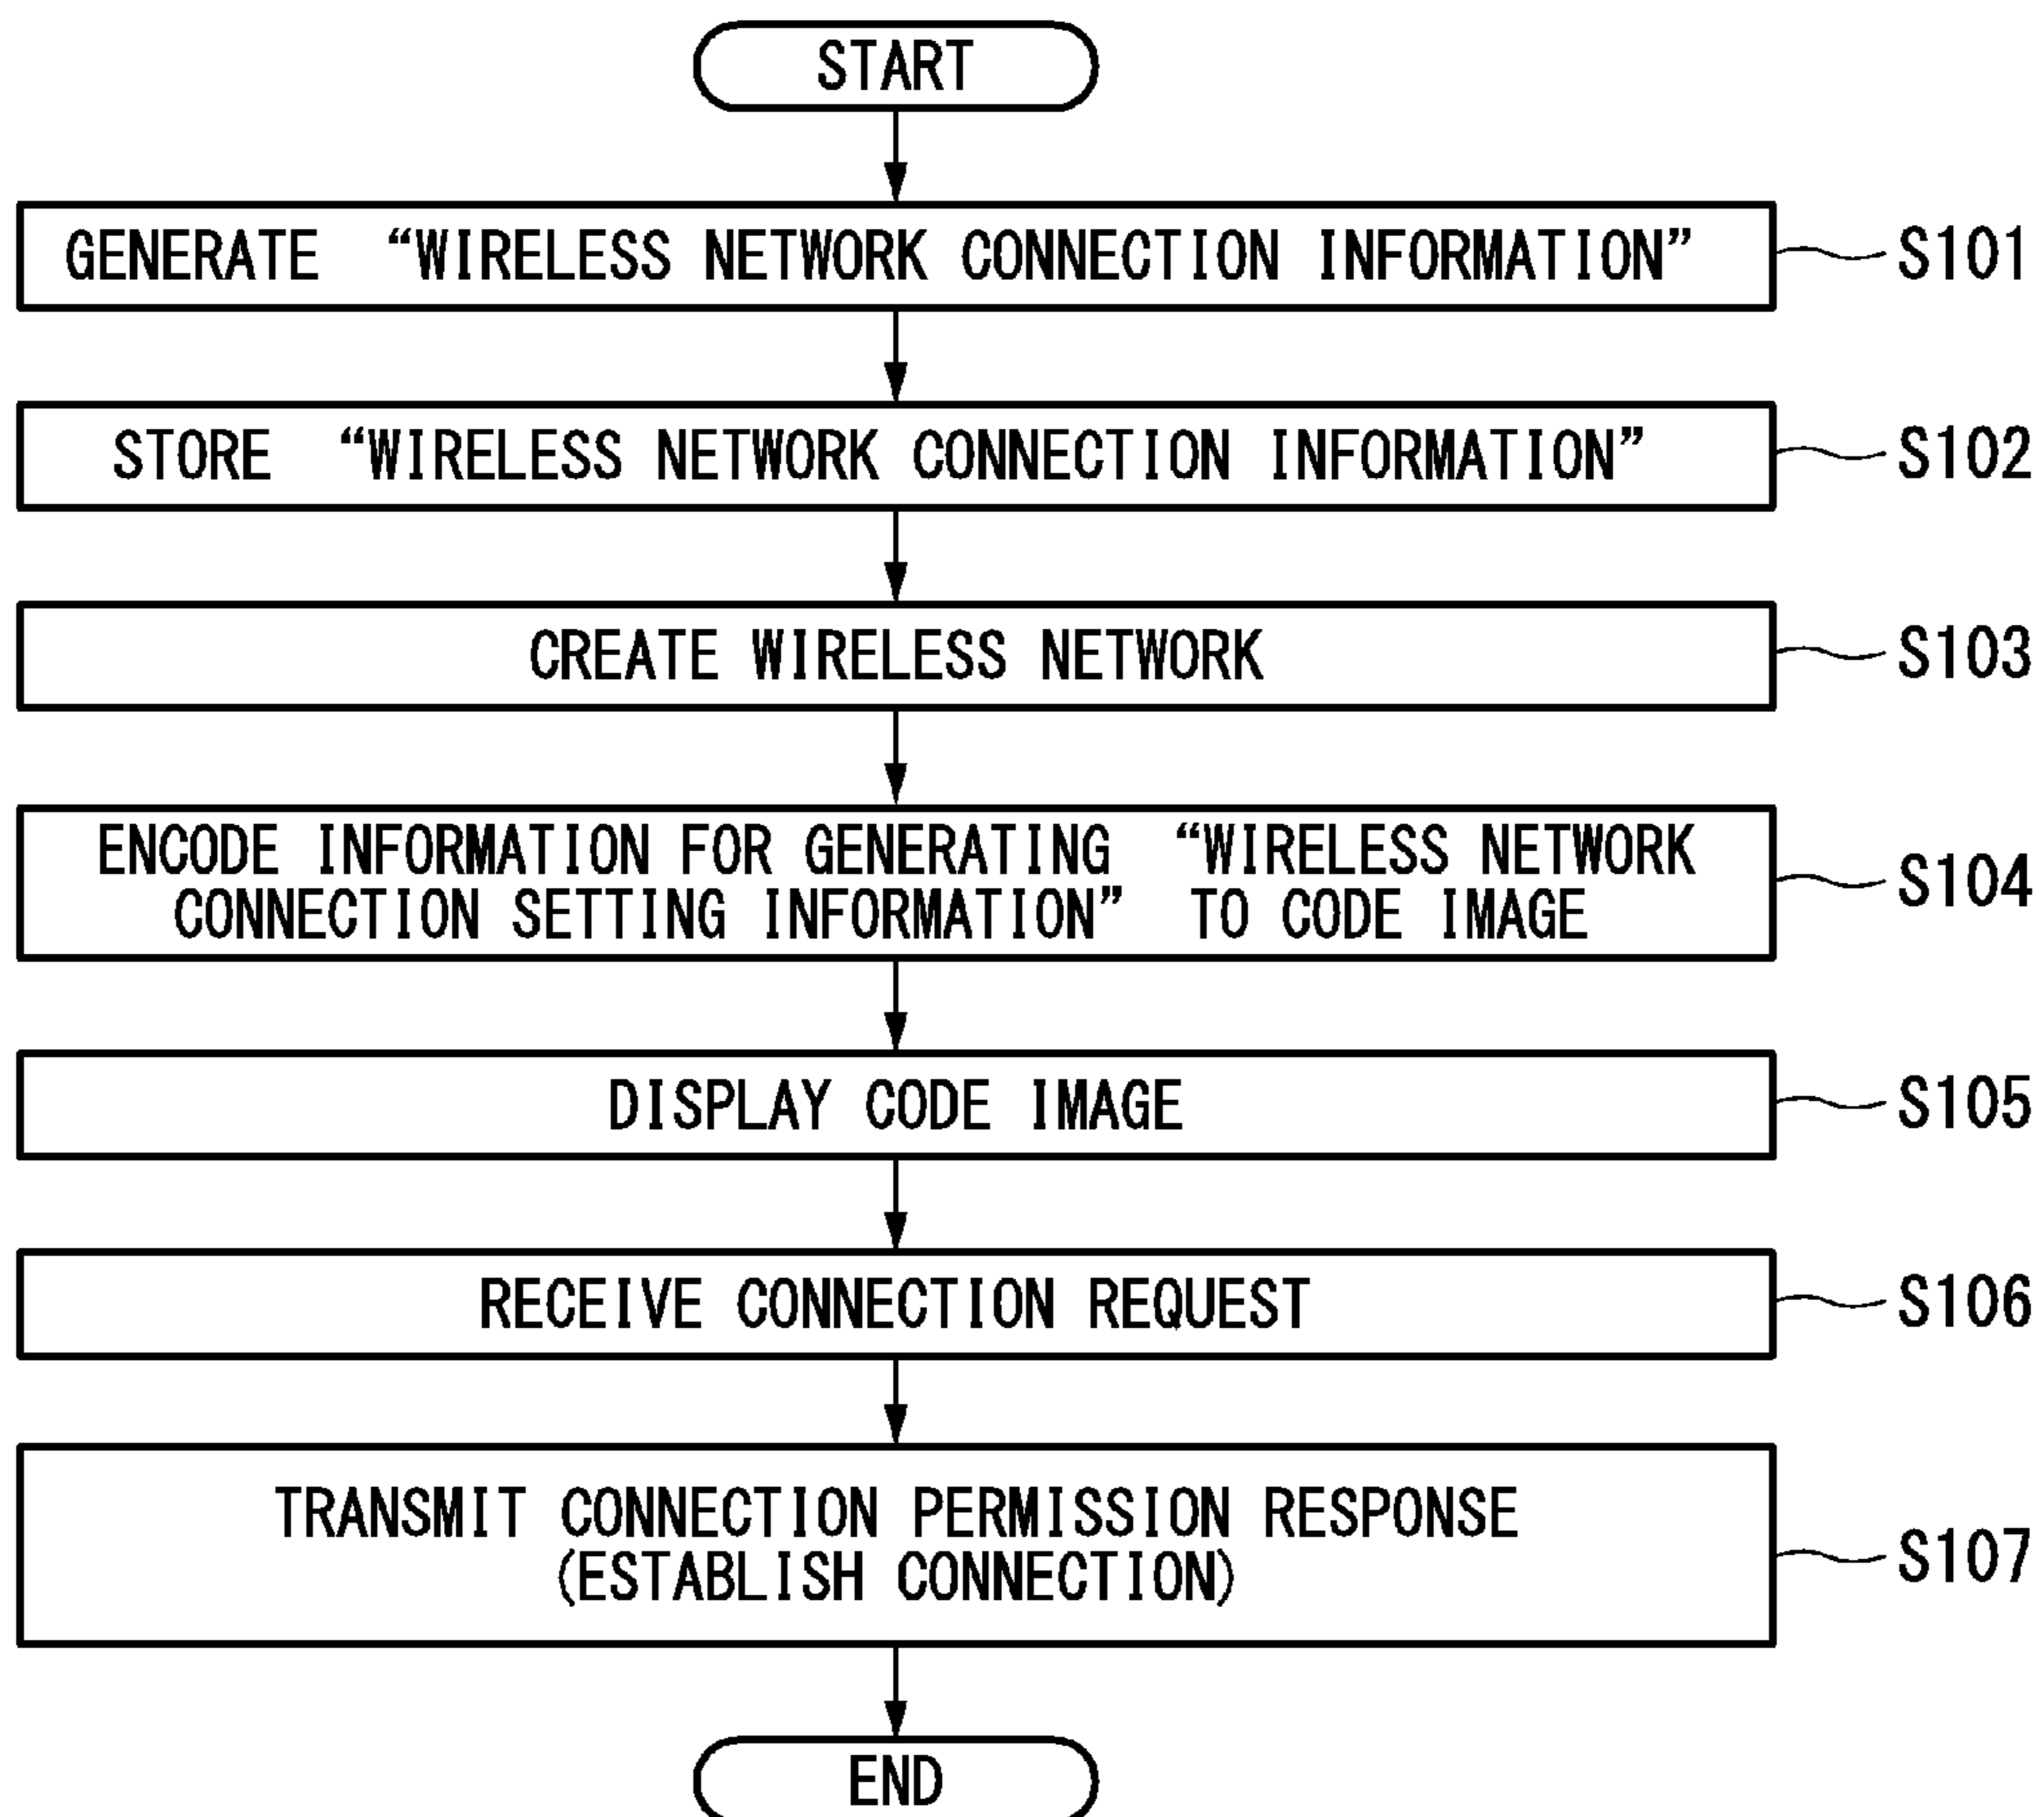 START
GENERATE “WIRELESS NETWORK CONNECTION INFORMATION” S101
STORE “WIRELESS NETWORK CONNECTION INFORMATION” S102
CREATE WIRELESS NETWORK S103
ENCODE INFORMATION FOR GENERATING “WIRELESS NETWORK
CONNECTION SETTING INFORMATION” TO CODE IMAGE S104
DISPLAY CODE IMAGE S105
RECEIVE CONNECTION REQUEST S106
TRANSMIT CONNECTION PERMISSION RESPONSE
(ESTABLISH CONNECTION) S107
END